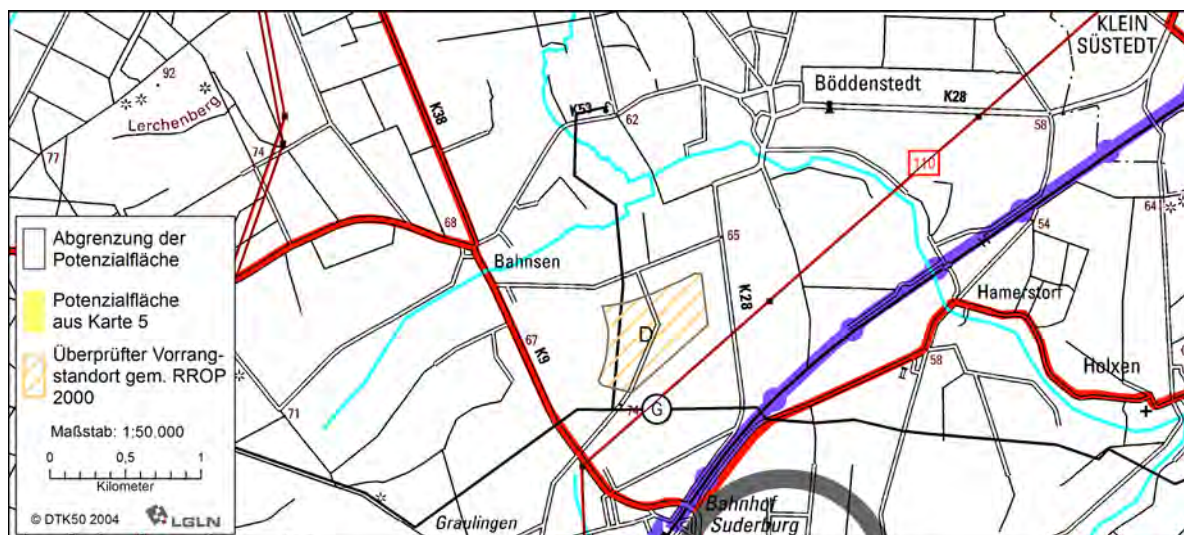 KLEIN
SÜSTEDT
92
Böddenstedt
K53
K28
K38
62
58
Lerchenberg
74
110
77
64
68
54
65
Abgrenzung der
Potenzialfläche
Bahnsen
Hamerstorf
K28
Potenzialfläche
aus Karte 5
D
67
K9
58
Holxen
Überprüfter Vorrang-
standort gem. RROP
2000
74
G
71
Maßstab: 1:50.000
0 0,5 1
Kilometer
Bahnhof
Suderburg
Graulingen
© DTK50 2004 LGLN